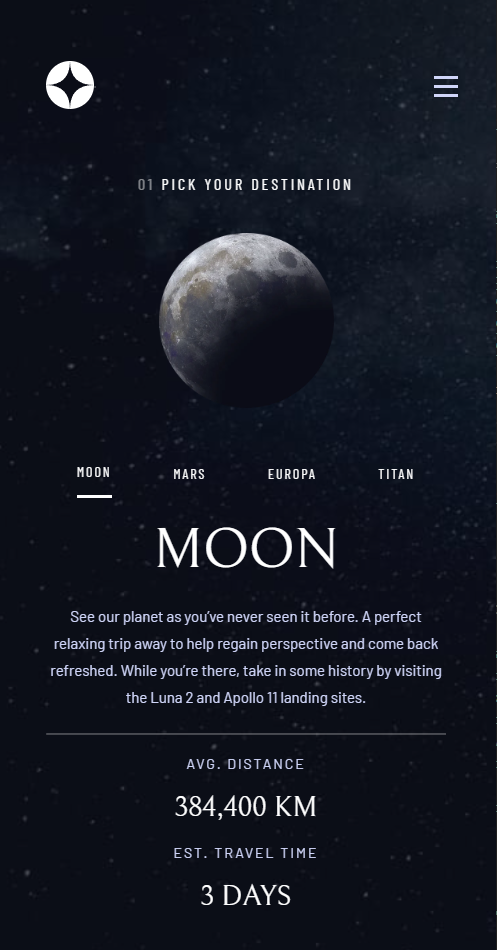 01 PICK YOUR DESTINATION
MOON MARS EUROPA TITAN
MOON
See our planet as you’ve never seen it before. A perfect
relaxing trip away to help regain perspective and come back
refreshed. While you’re there, take in some history by visiting
the Luna 2 and Apollo 11 landing sites.
AVG. DISTANCE
384,400 KM
EST. TRAVEL TIME
3 DAYS